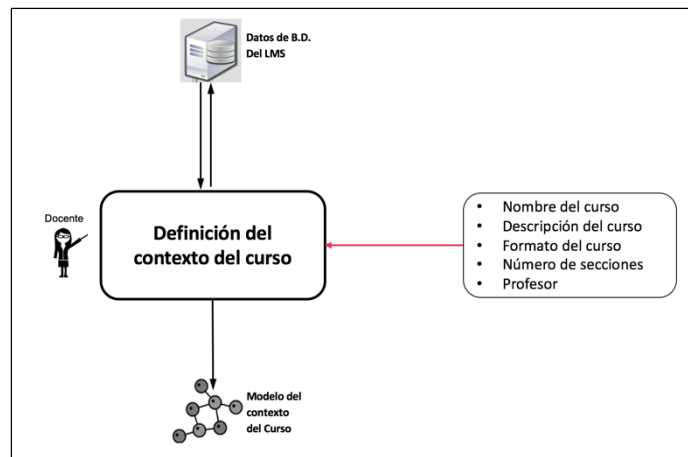 Datos de B.D.
Del LMS
Docente
Definición del
contexto del curso
• Nombre del curso
• Descripción del curso
• Formato del curso
• Número de secciones
• Profesor
Modelo del
contexto
del Curso